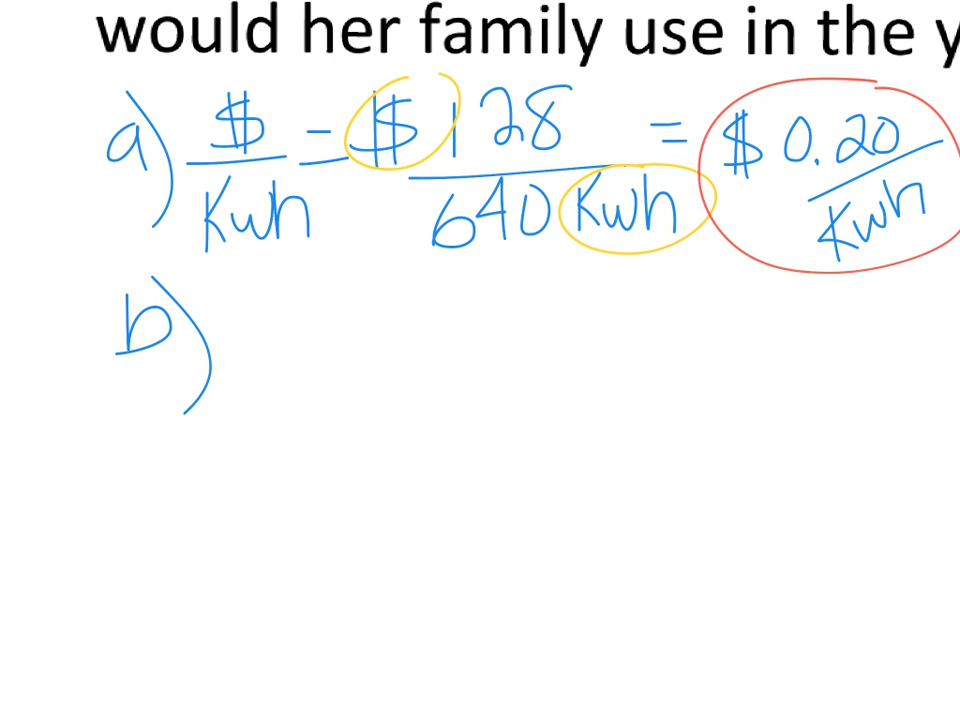 would her family use in the
a) $/Kwh = $128/640 Kwh = $0.20/Kwh
b)